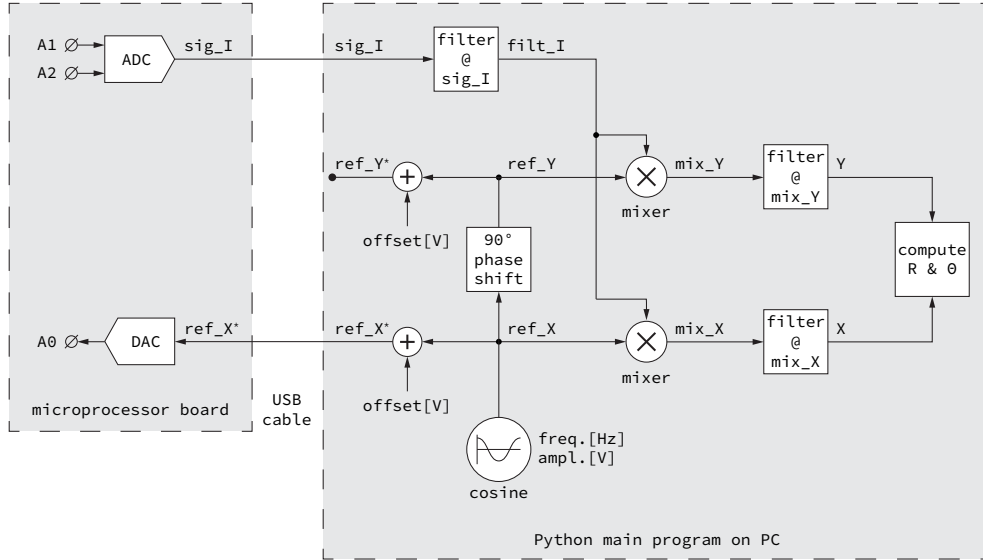 A1
A2
ADC
sig_I
sig_I
filter
@
sig_I
filt_I
ref_Y*
+
ref_Y
mix_Y
mixer
filter
@
mix_Y
Y
offset[V]
90°
phase
shift
compute
R & Θ
A0
DAC
ref_X*
ref_X*
+
ref_X
mix_X
mixer
filter
@
mix_X
X
offset[V]
microprocessor board
USB
cable
freq.[Hz]
ampl.[V]
cosine
Python main program on PC